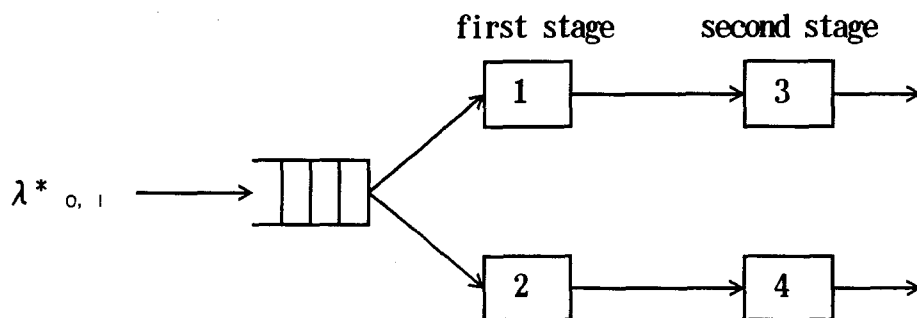 first stage second stage
1 3
λ* 0, 1
2 4